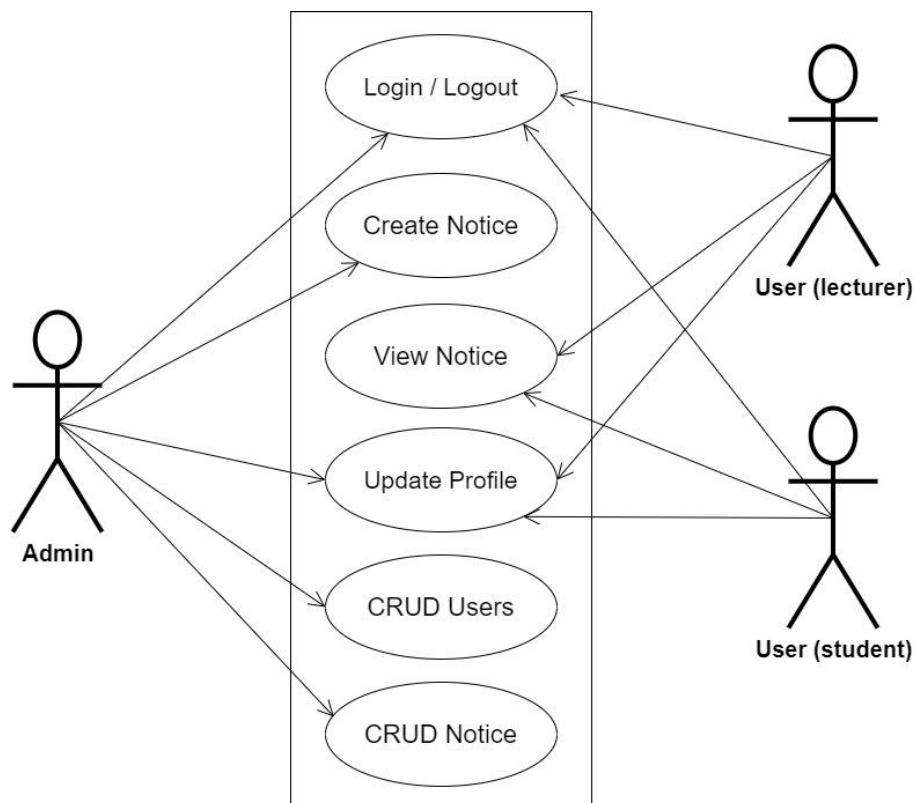 Login / Logout
Create Notice
User (lecturer)
View Notice
Update Profile
Admin
CRUD Users
User (student)
CRUD Notice